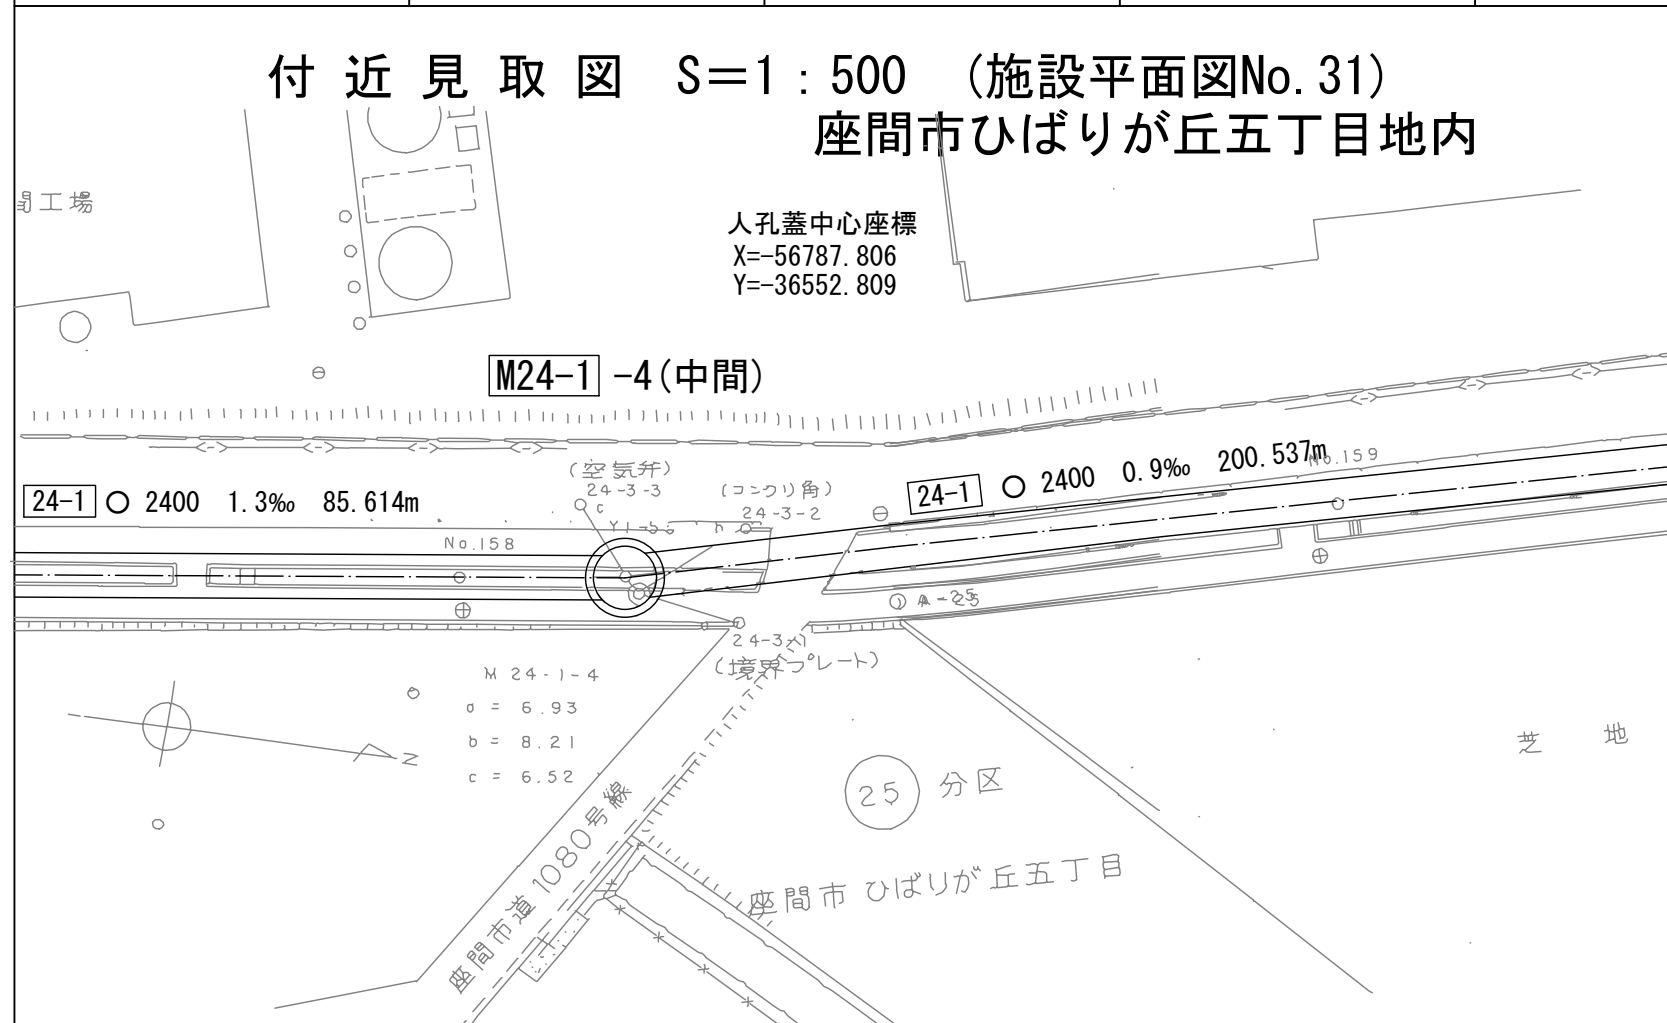 付近見取図 S=1:500 (施設平面図No.31)
座間市ひばりが丘五丁目地内
工場
人孔蓋中心座標
X=-56787.806
Y=-36552.809
M24-1 -4(中間)
24-1 ○ 2400 1.3‰ 85.614m
(空気弁)
24-3-3
c
(コンクリ角)
24-3-2
24-1 ○ 2400 0.9‰ 200.537m
No.159
No.158
24-3-1
(境界プレート)
M 24-1-4
a = 6.93
b = 8.21
c = 6.52
N
座間市道1080号線
25 分区
座間市 ひばりが丘五丁目
芝 地